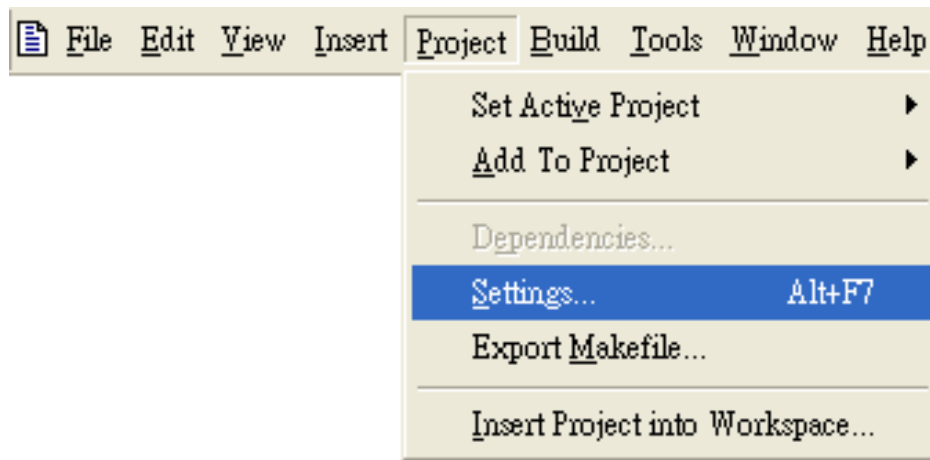 File Edit View Insert Project Build Tools Window Help
Set Active Project
Add To Project
Dependencies...
Settings... Alt+F7
Export Makefile...
Insert Project into Workspace...